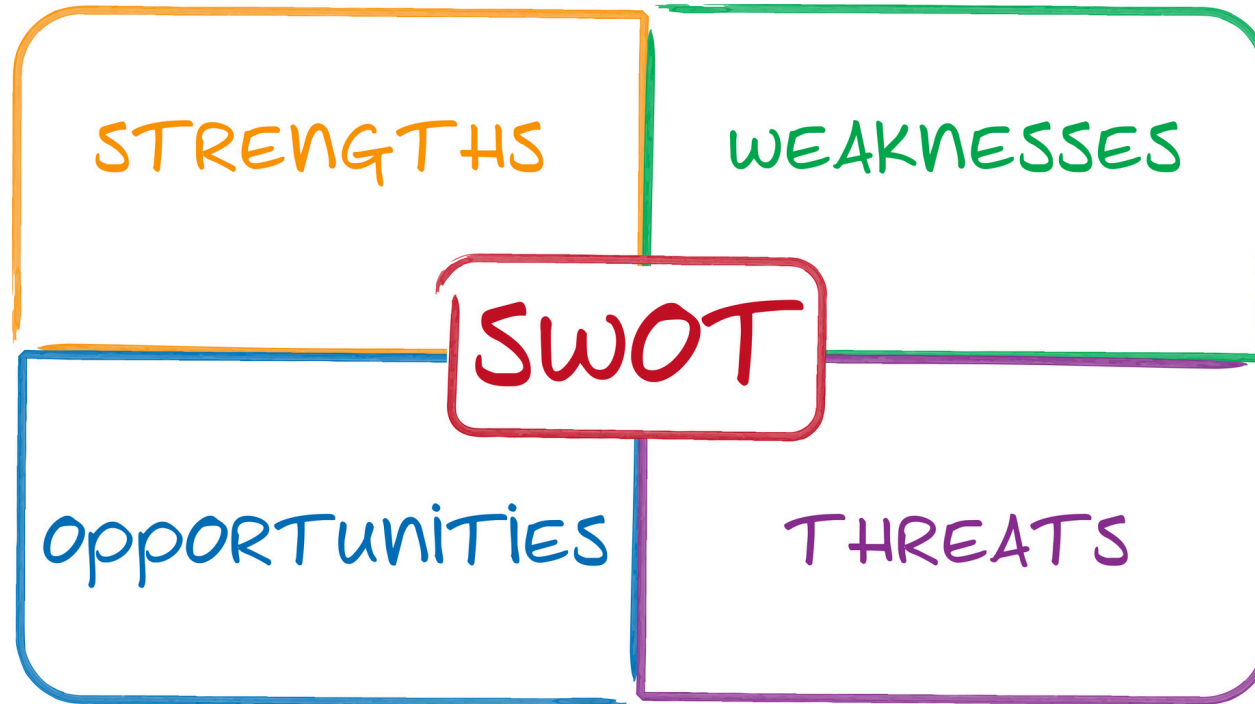 STRENGTHS
WEAKNESSES
SWOT
OPPORTUNITIES
THREATS